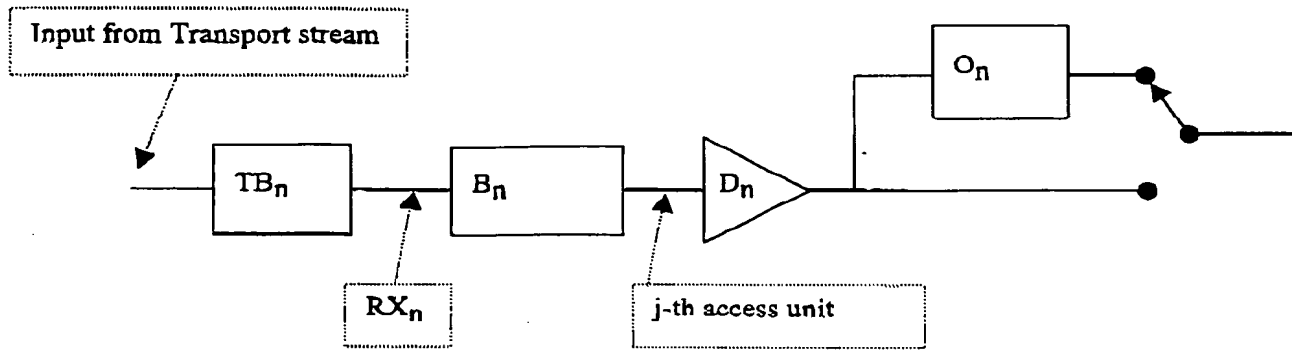 Input from Transport stream
Oₙ
TBₙ
Bₙ
Dₙ
RXₙ
j-th access unit